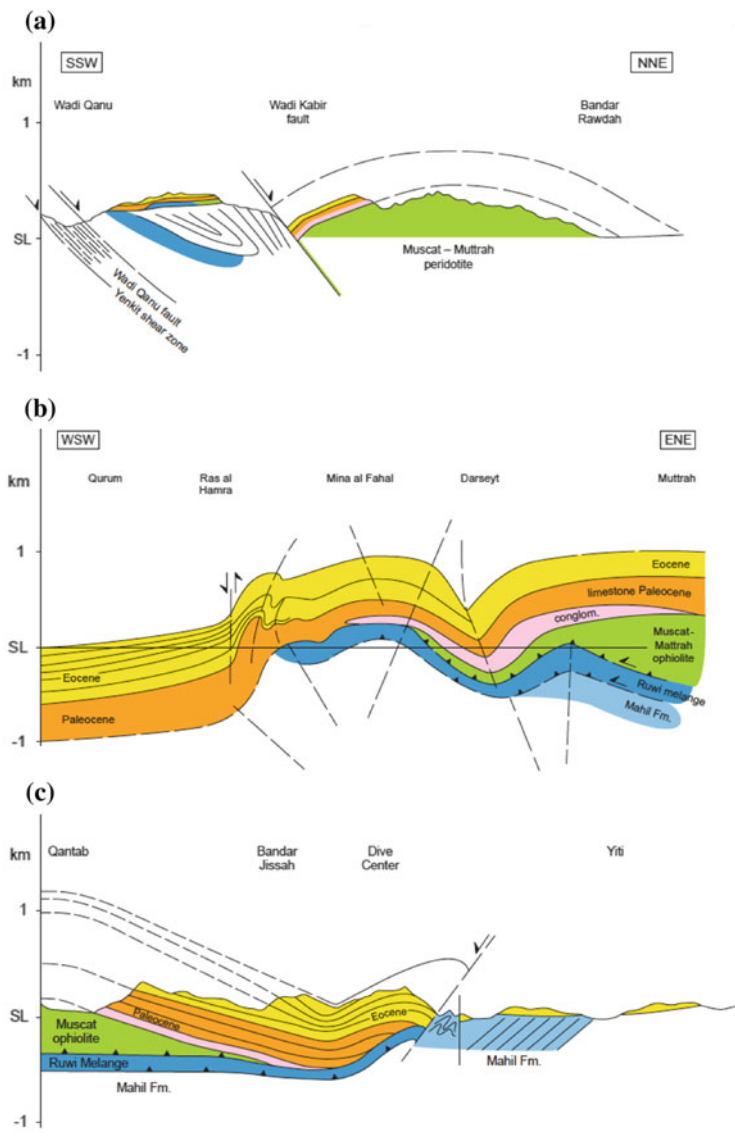 (a)
SSW
NNE
km
Wadi Qanu
Wadi Kabir
fault
Bandar
Rawdah
1
SL
Muscat – Muttrah
peridotite
Wadi Qanu fault
Yenkit shear zone
-1
(b)
WSW
ENE
km
Qurum
Ras al
Hamra
Mina al Fahal
Darseyt
Muttrah
1
Eocene
limestone Paleocene
conglom.
SL
Muscat-
Mattrah
ophiolite
Eocene
Ruwi melange
Paleocene
Mahil Fm.
-1
(c)
km
Qantab
Bandar
Jissah
Dive
Center
Yiti
1
SL
Paleocene
Eocene
Muscat
ophiolite
Ruwi Melange
Mahil Fm.
Mahil Fm.
-1